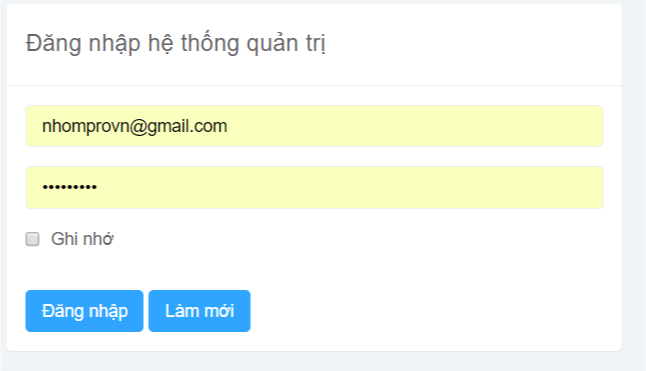 Đăng nhập hệ thống quản trị
nhomprovn@gmail.com
•••••••••
Ghi nhớ
Đăng nhập Làm mới